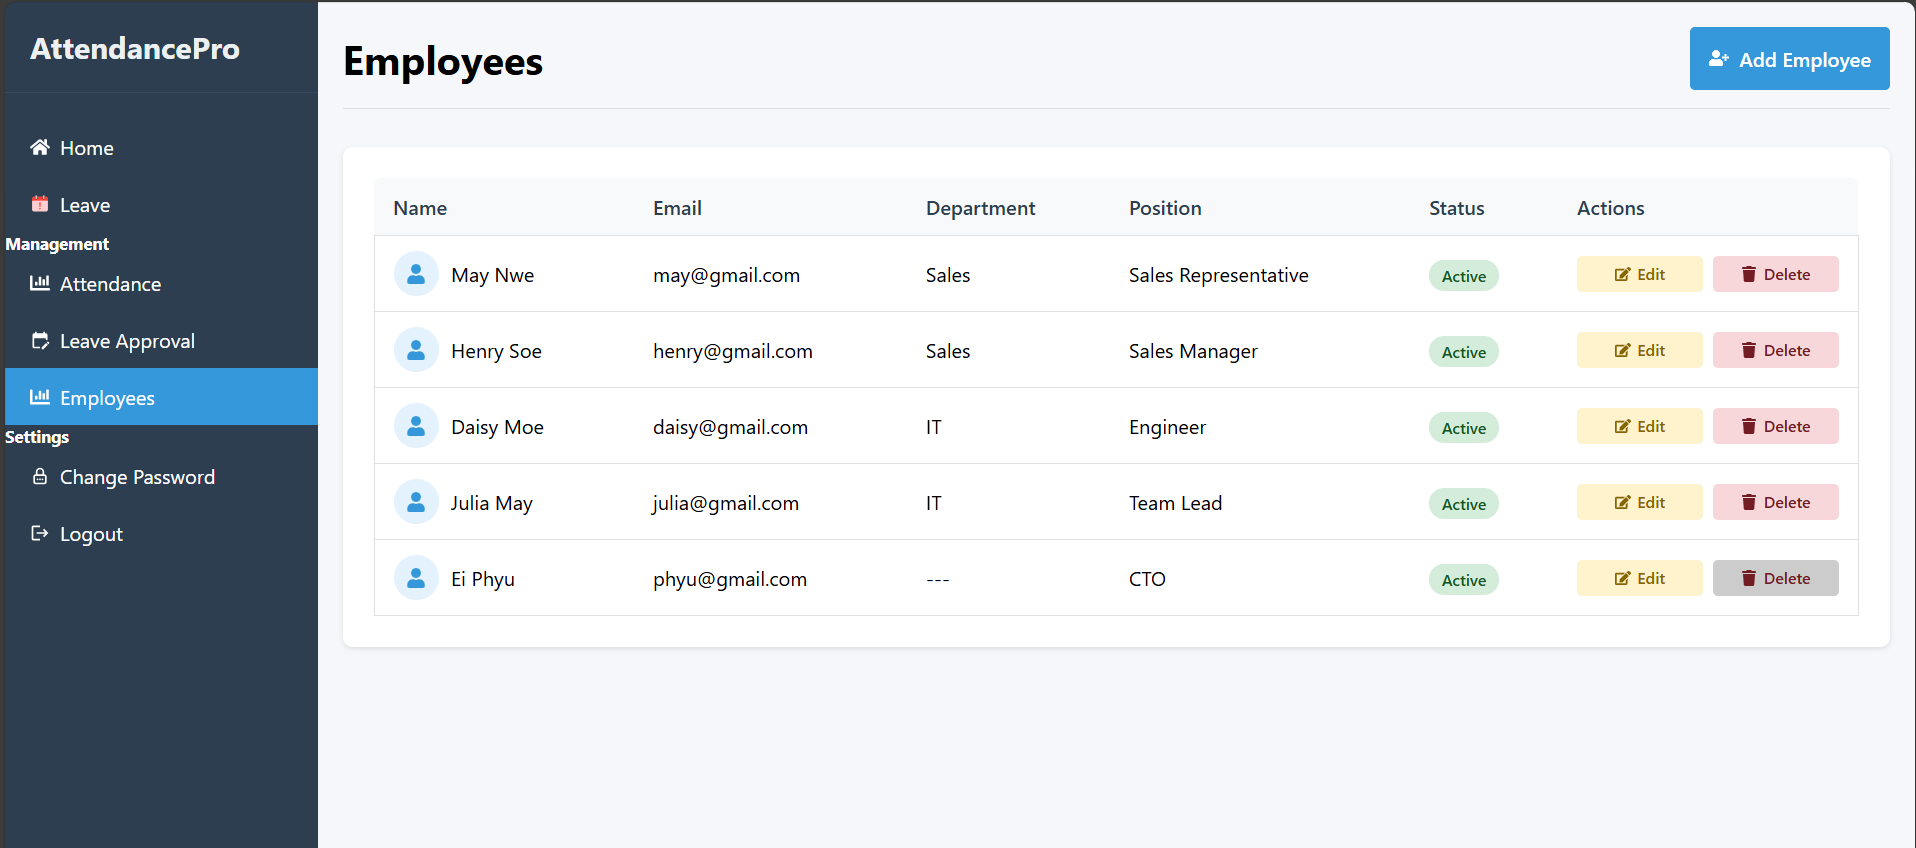 AttendancePro
Home
Leave
Management
Attendance
Leave Approval
Employees
Settings
Change Password
Logout
Employees
Add Employee
Name Email Department Position Status Actions
May Nwe may@gmail.com Sales Sales Representative Active Edit Delete
Henry Soe henry@gmail.com Sales Sales Manager Active Edit Delete
Daisy Moe daisy@gmail.com IT Engineer Active Edit Delete
Julia May julia@gmail.com IT Team Lead Active Edit Delete
Ei Phyu phyu@gmail.com --- CTO Active Edit Delete